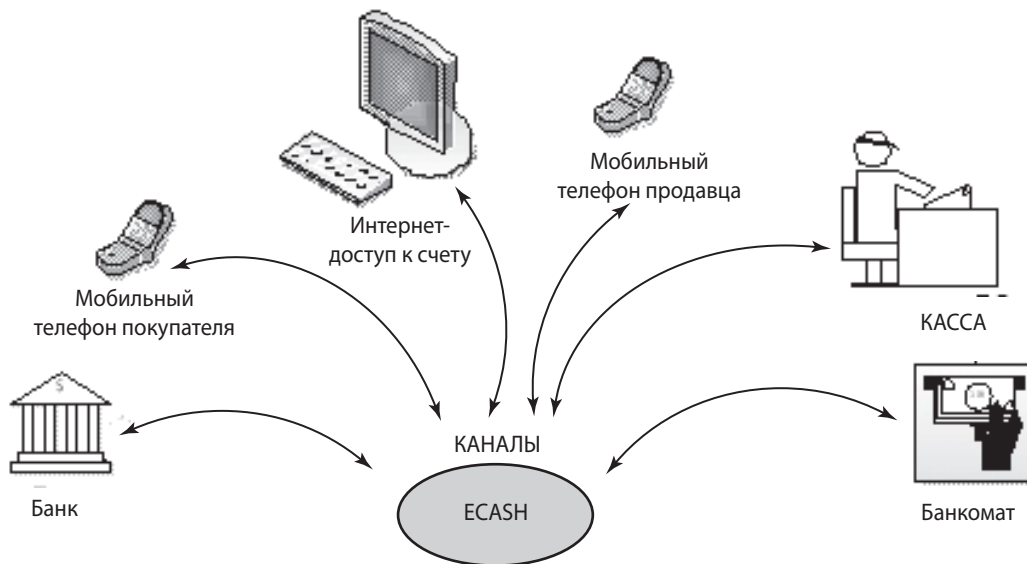 Мобильный
телефон продавца
Интернет-
доступ к счету
Мобильный
телефон покупателя
КАССА
$
Банк
КАНАЛЫ
ECASH
Банкомат